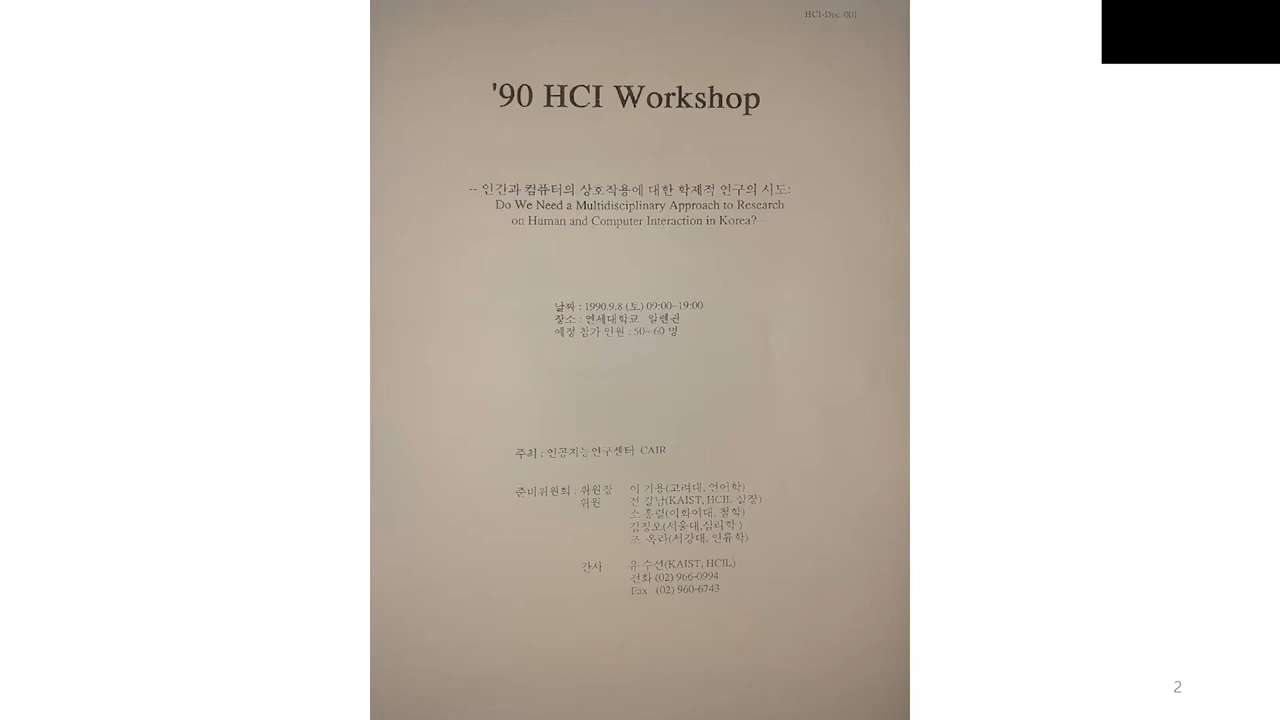 HCI-Doc-001
'90 HCI Workshop
-- 인간과 컴퓨터의 상호작용에 대한 학제적 연구의 시도:
Do We Need a Multidisciplinary Approach to Research
on Human and Computer Interaction in Korea?--
날짜 : 1990.9.8 (토) 09:00~19:00
장소 : 연세대학교 알렌관
예정 참가 인원 : 50~ 60 명
주최 : 인공지능연구센터 CAIR
준비위원회 : 위원장 이 기용(고려대, 언어학)
위원 전 길남(KAIST, HCIL 실장)
소 흥렬(이화여대, 철학)
김정오(서울대,심리학 )
조 옥라(서강대, 인류학)
간사 유 수선(KAIST, HCIL)
전화 (02) 966-0994
Fax (02) 960-6743
2